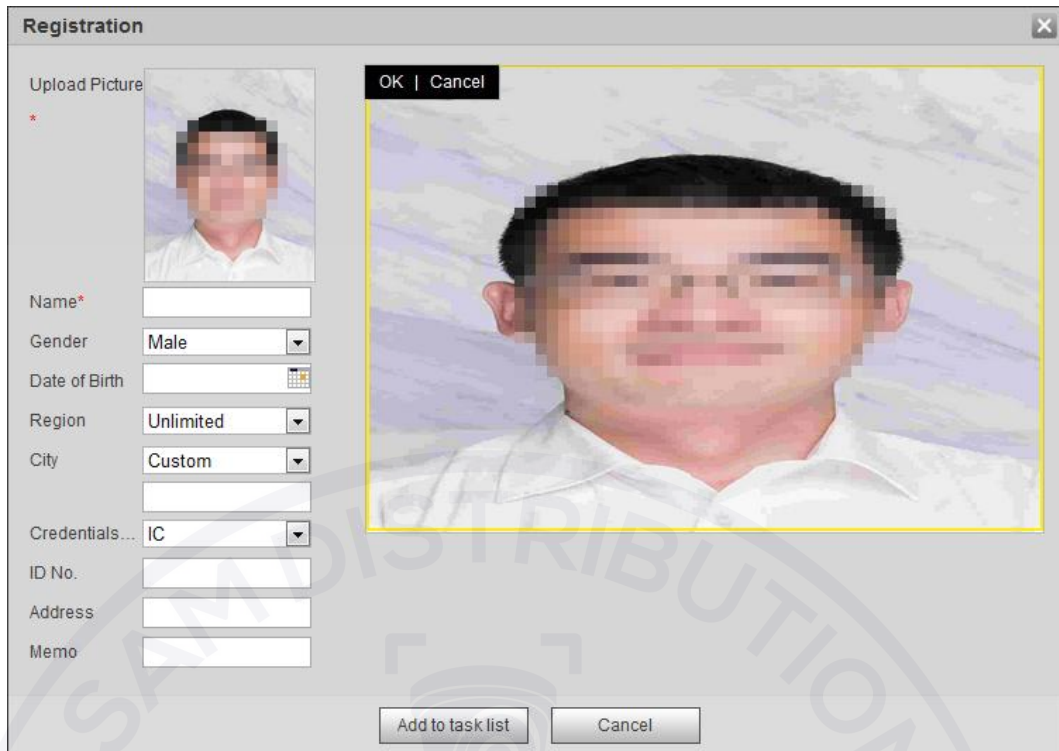 Registration
Upload Picture
*
OK | Cancel
Name*
Gender
Male
Date of Birth
Region
Unlimited
City
Custom
Credentials...
IC
ID No.
Address
Memo
Add to task list
Cancel
SAM DISTRIBUTION